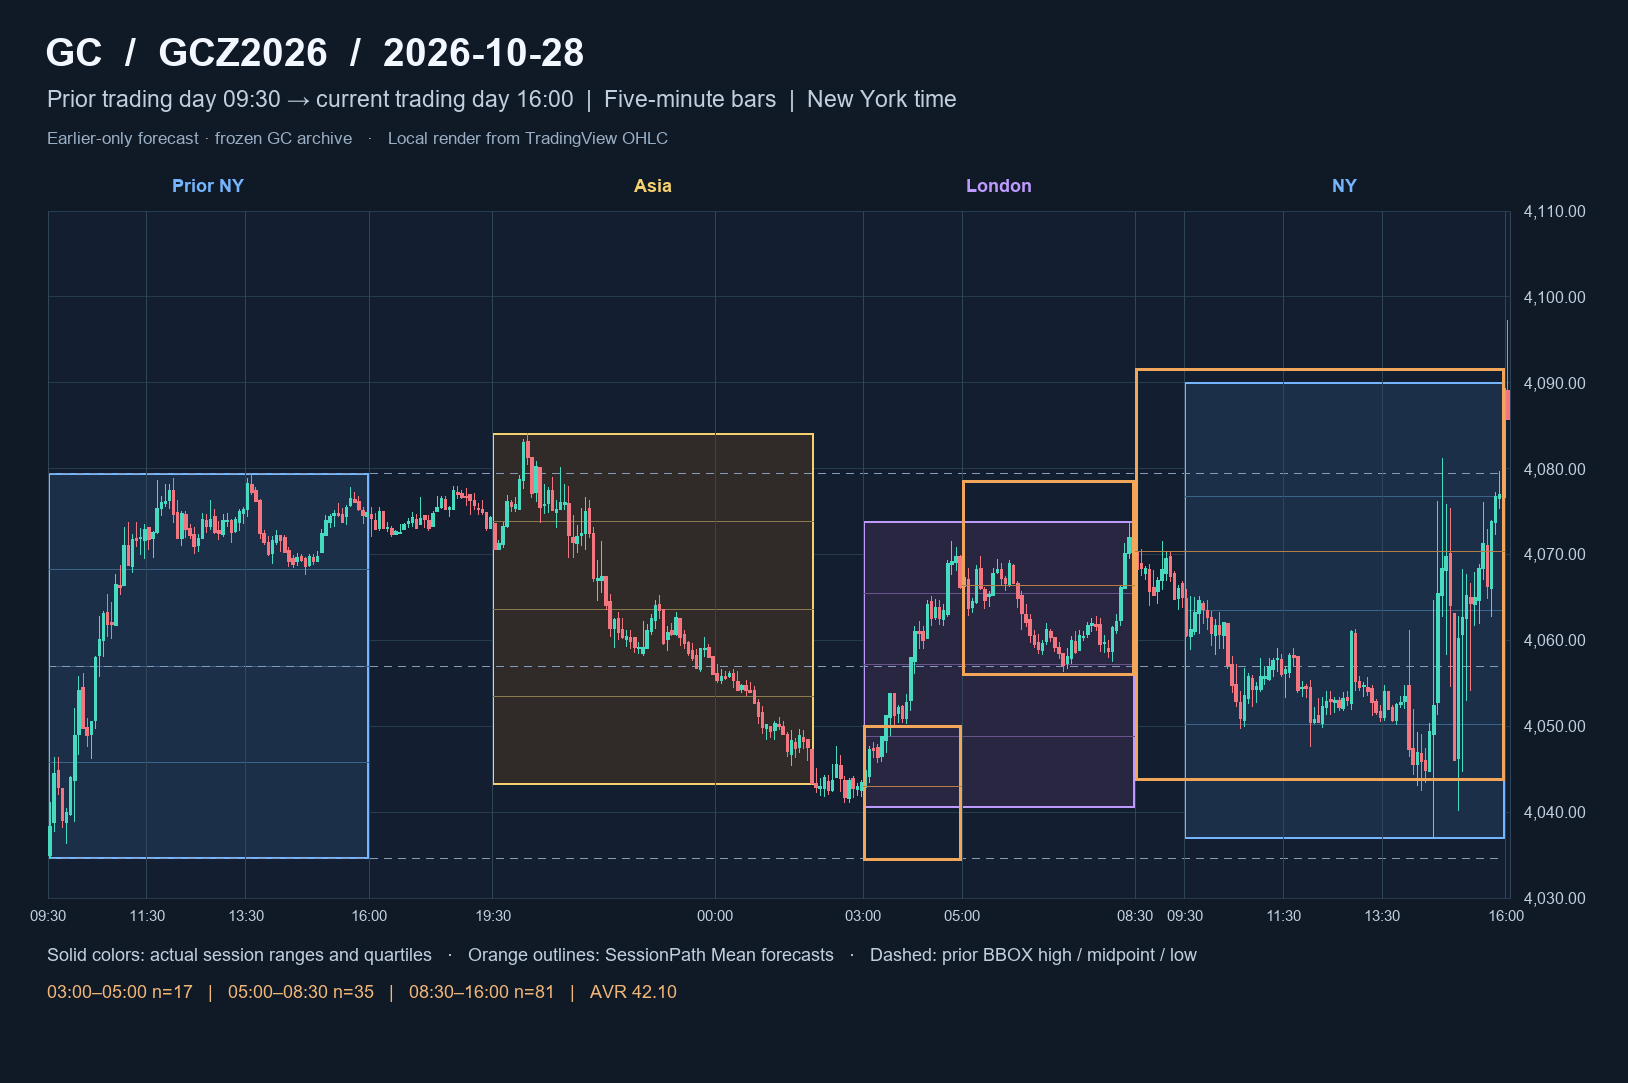 GC / GCZ2026 / 2026-10-28
Prior trading day 09:30 → current trading day 16:00 | Five-minute bars | New York time
Earlier-only forecast · frozen GC archive · Local render from TradingView OHLC
Prior NY Asia London NY
4,110.00
4,100.00
4,090.00
4,080.00
4,070.00
4,060.00
4,050.00
4,040.00
4,030.00
09:30 11:30 13:30 16:00 19:30 00:00 03:00 05:00 08:30 09:30 11:30 13:30 16:00
Solid colors: actual session ranges and quartiles · Orange outlines: SessionPath Mean forecasts · Dashed: prior BBOX high / midpoint / low
03:00–05:00 n=17 | 05:00–08:30 n=35 | 08:30–16:00 n=81 | AVR 42.10